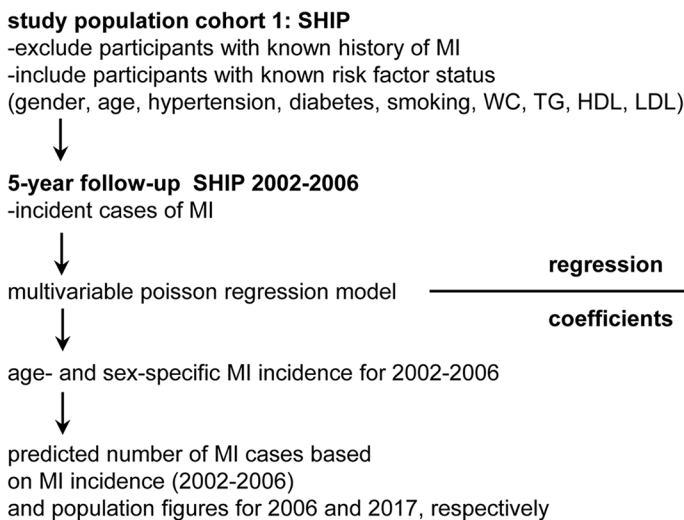 study population cohort 1: SHIP
-exclude participants with known history of MI
-include participants with known risk factor status
(gender, age, hypertension, diabetes, smoking, WC, TG, HDL, LDL)
5-year follow-up  SHIP 2002-2006
-incident cases of MI
regression
multivariable poisson regression model
coefficients
age- and sex-specific MI incidence for 2002-2006
predicted number of MI cases based
on MI incidence (2002-2006)
and population figures for 2006 and 2017, respectively